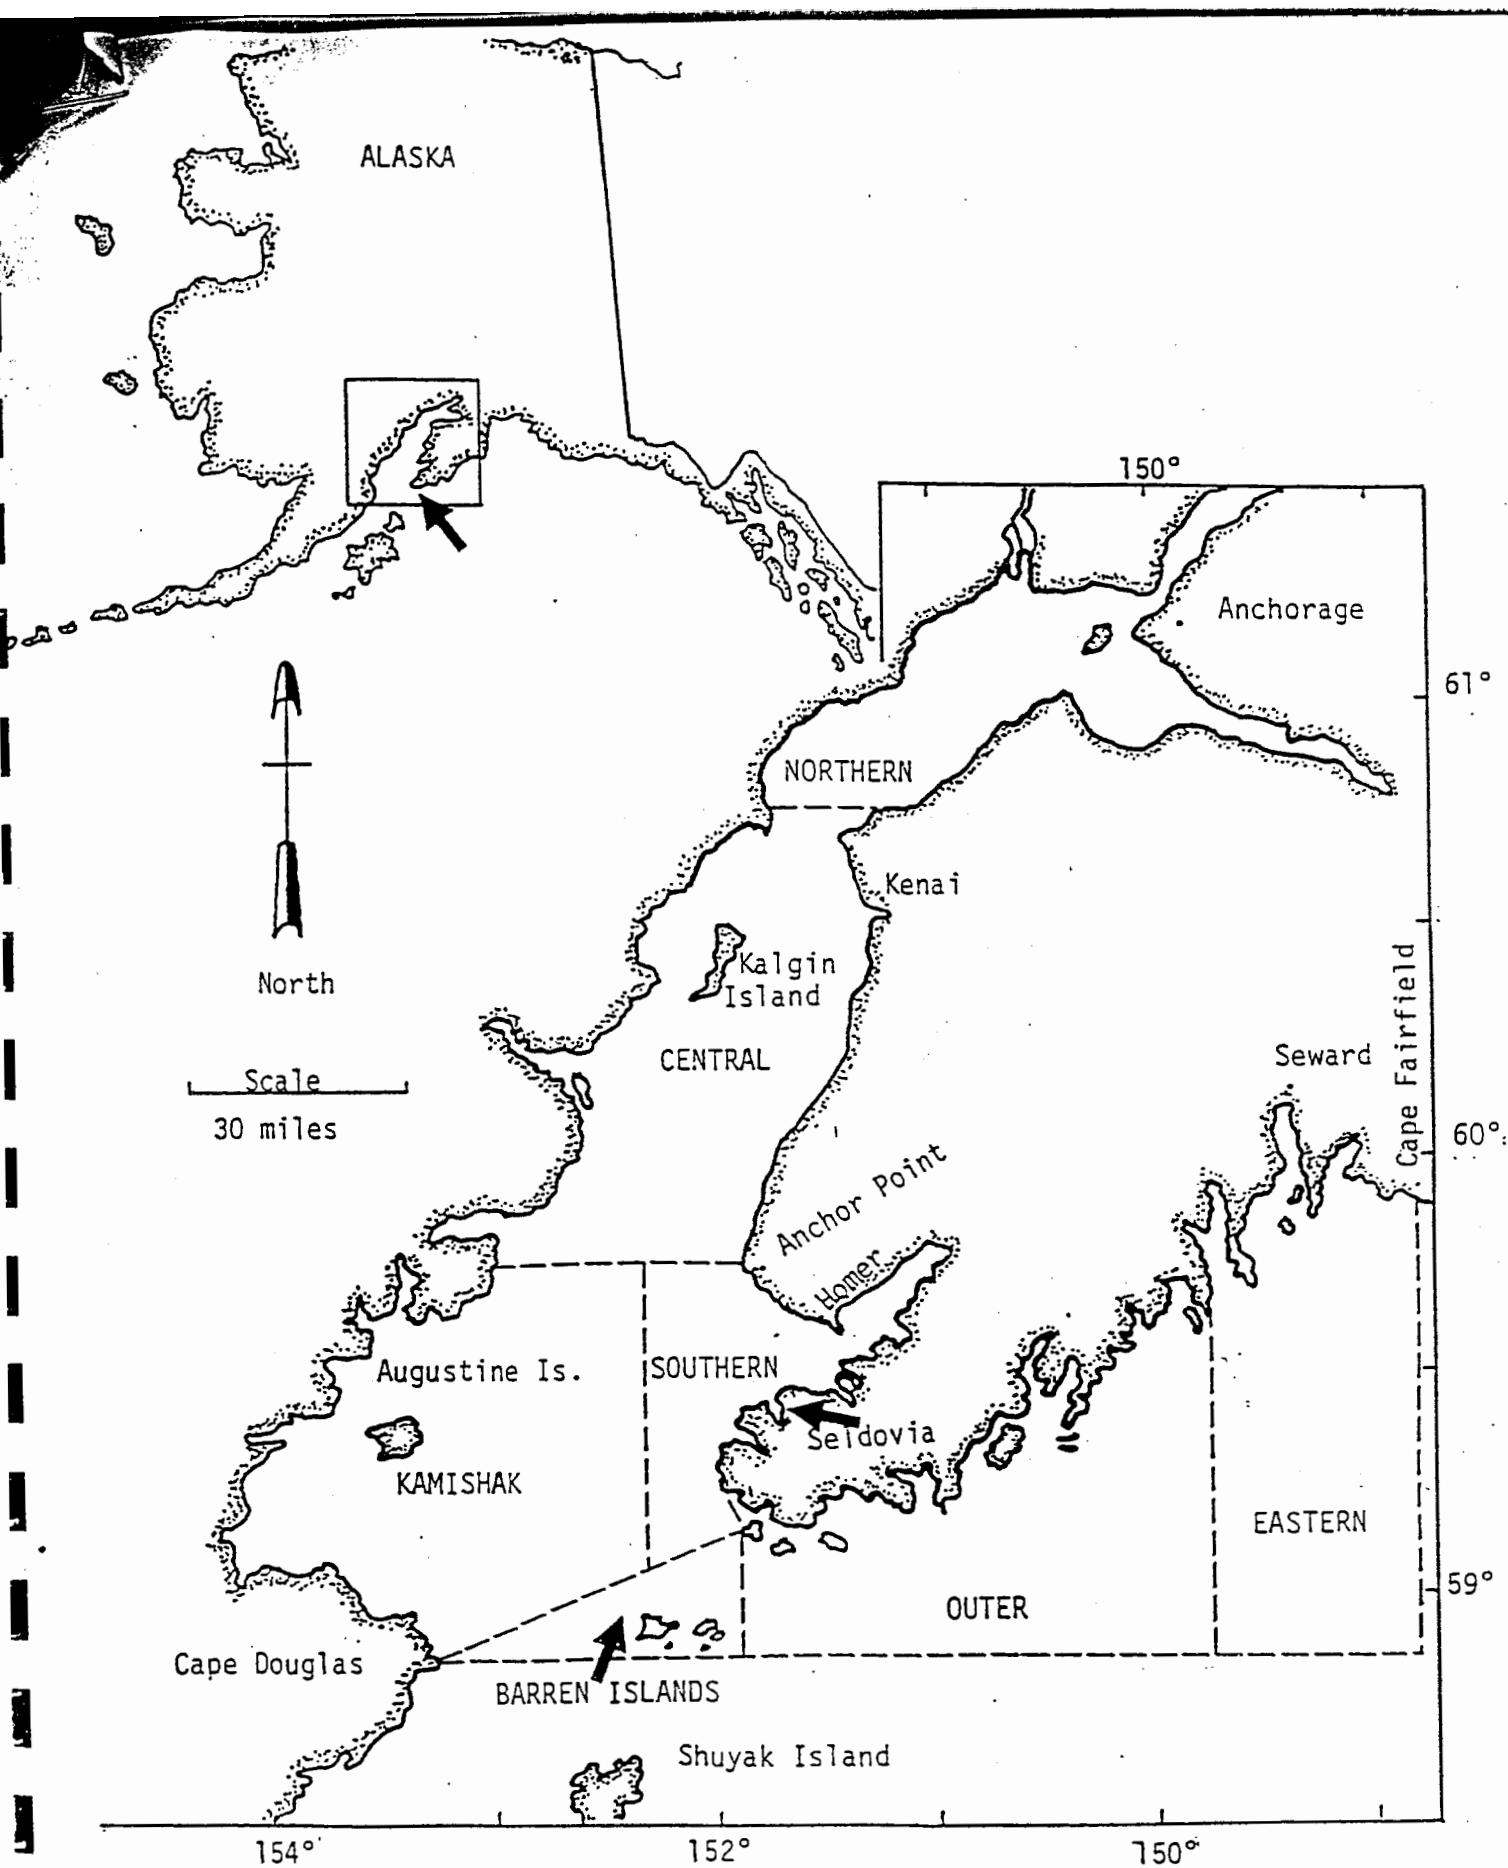 ALASKA
150°
Anchorage
61°
NORTHERN
Kenai
Kalgin
Island
North
CENTRAL
Cape Fairfield
Seward
Scale
30 miles
60°
Anchor Point
Homer
Augustine Is.
SOUTHERN
Seldovia
KAMISHAK
EASTERN
59°
OUTER
Cape Douglas
BARREN ISLANDS
Shuyak Island
154°
152°
150°